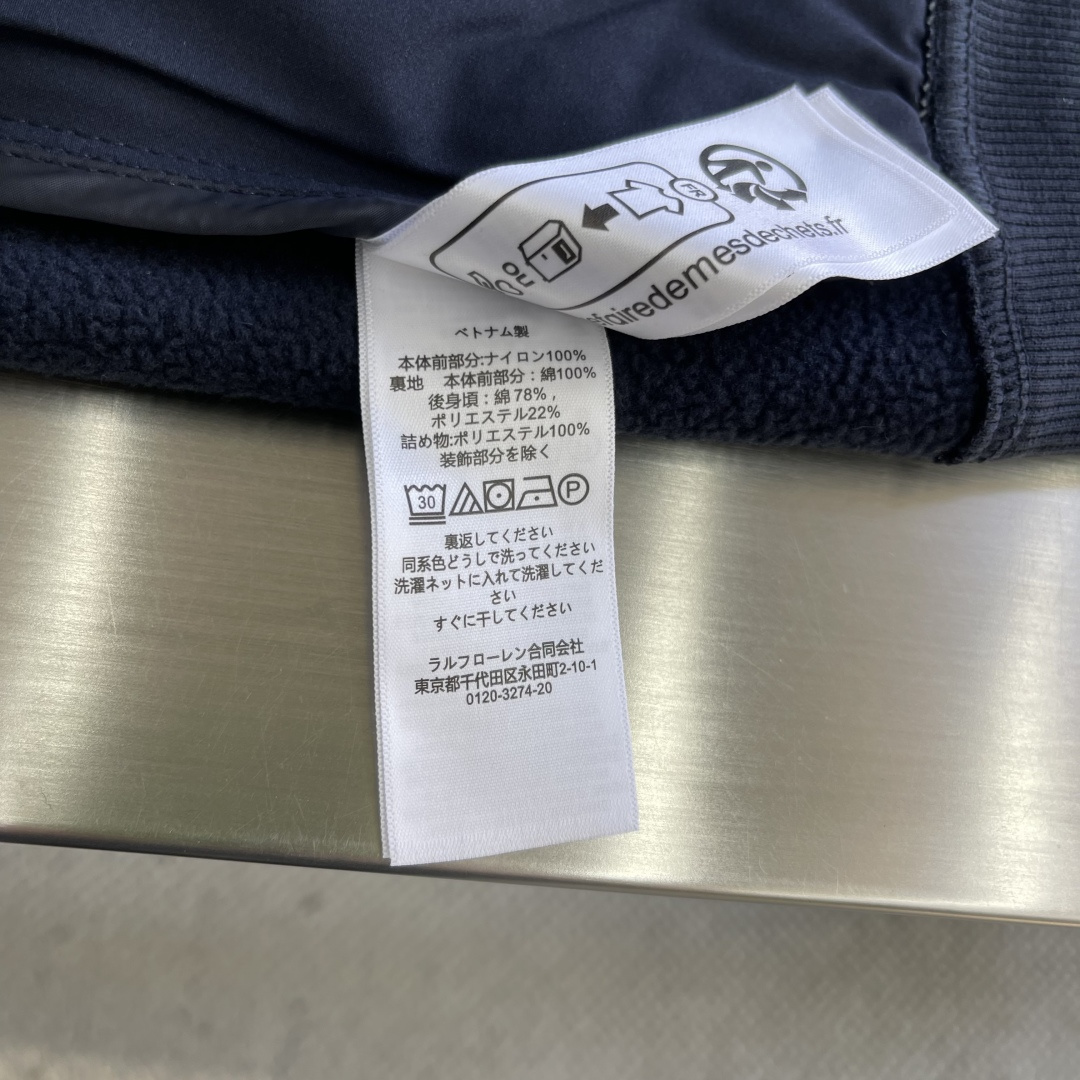 FR
fairedemesdechets.fr
ベトナム製
本体前部分:ナイロン100%
裏地 本体前部分：綿100%
後身頃：綿 78% ,
ポリエステル22%
詰め物:ポリエステル100%
装飾部分を除く
30 P
裏返してください
同系色どうしで洗ってください
洗濯ネットに入れて洗濯してくだ
さい
すぐに干してください
ラルフローレン合同会社
東京都千代田区永田町2-10-1
0120-3274-20